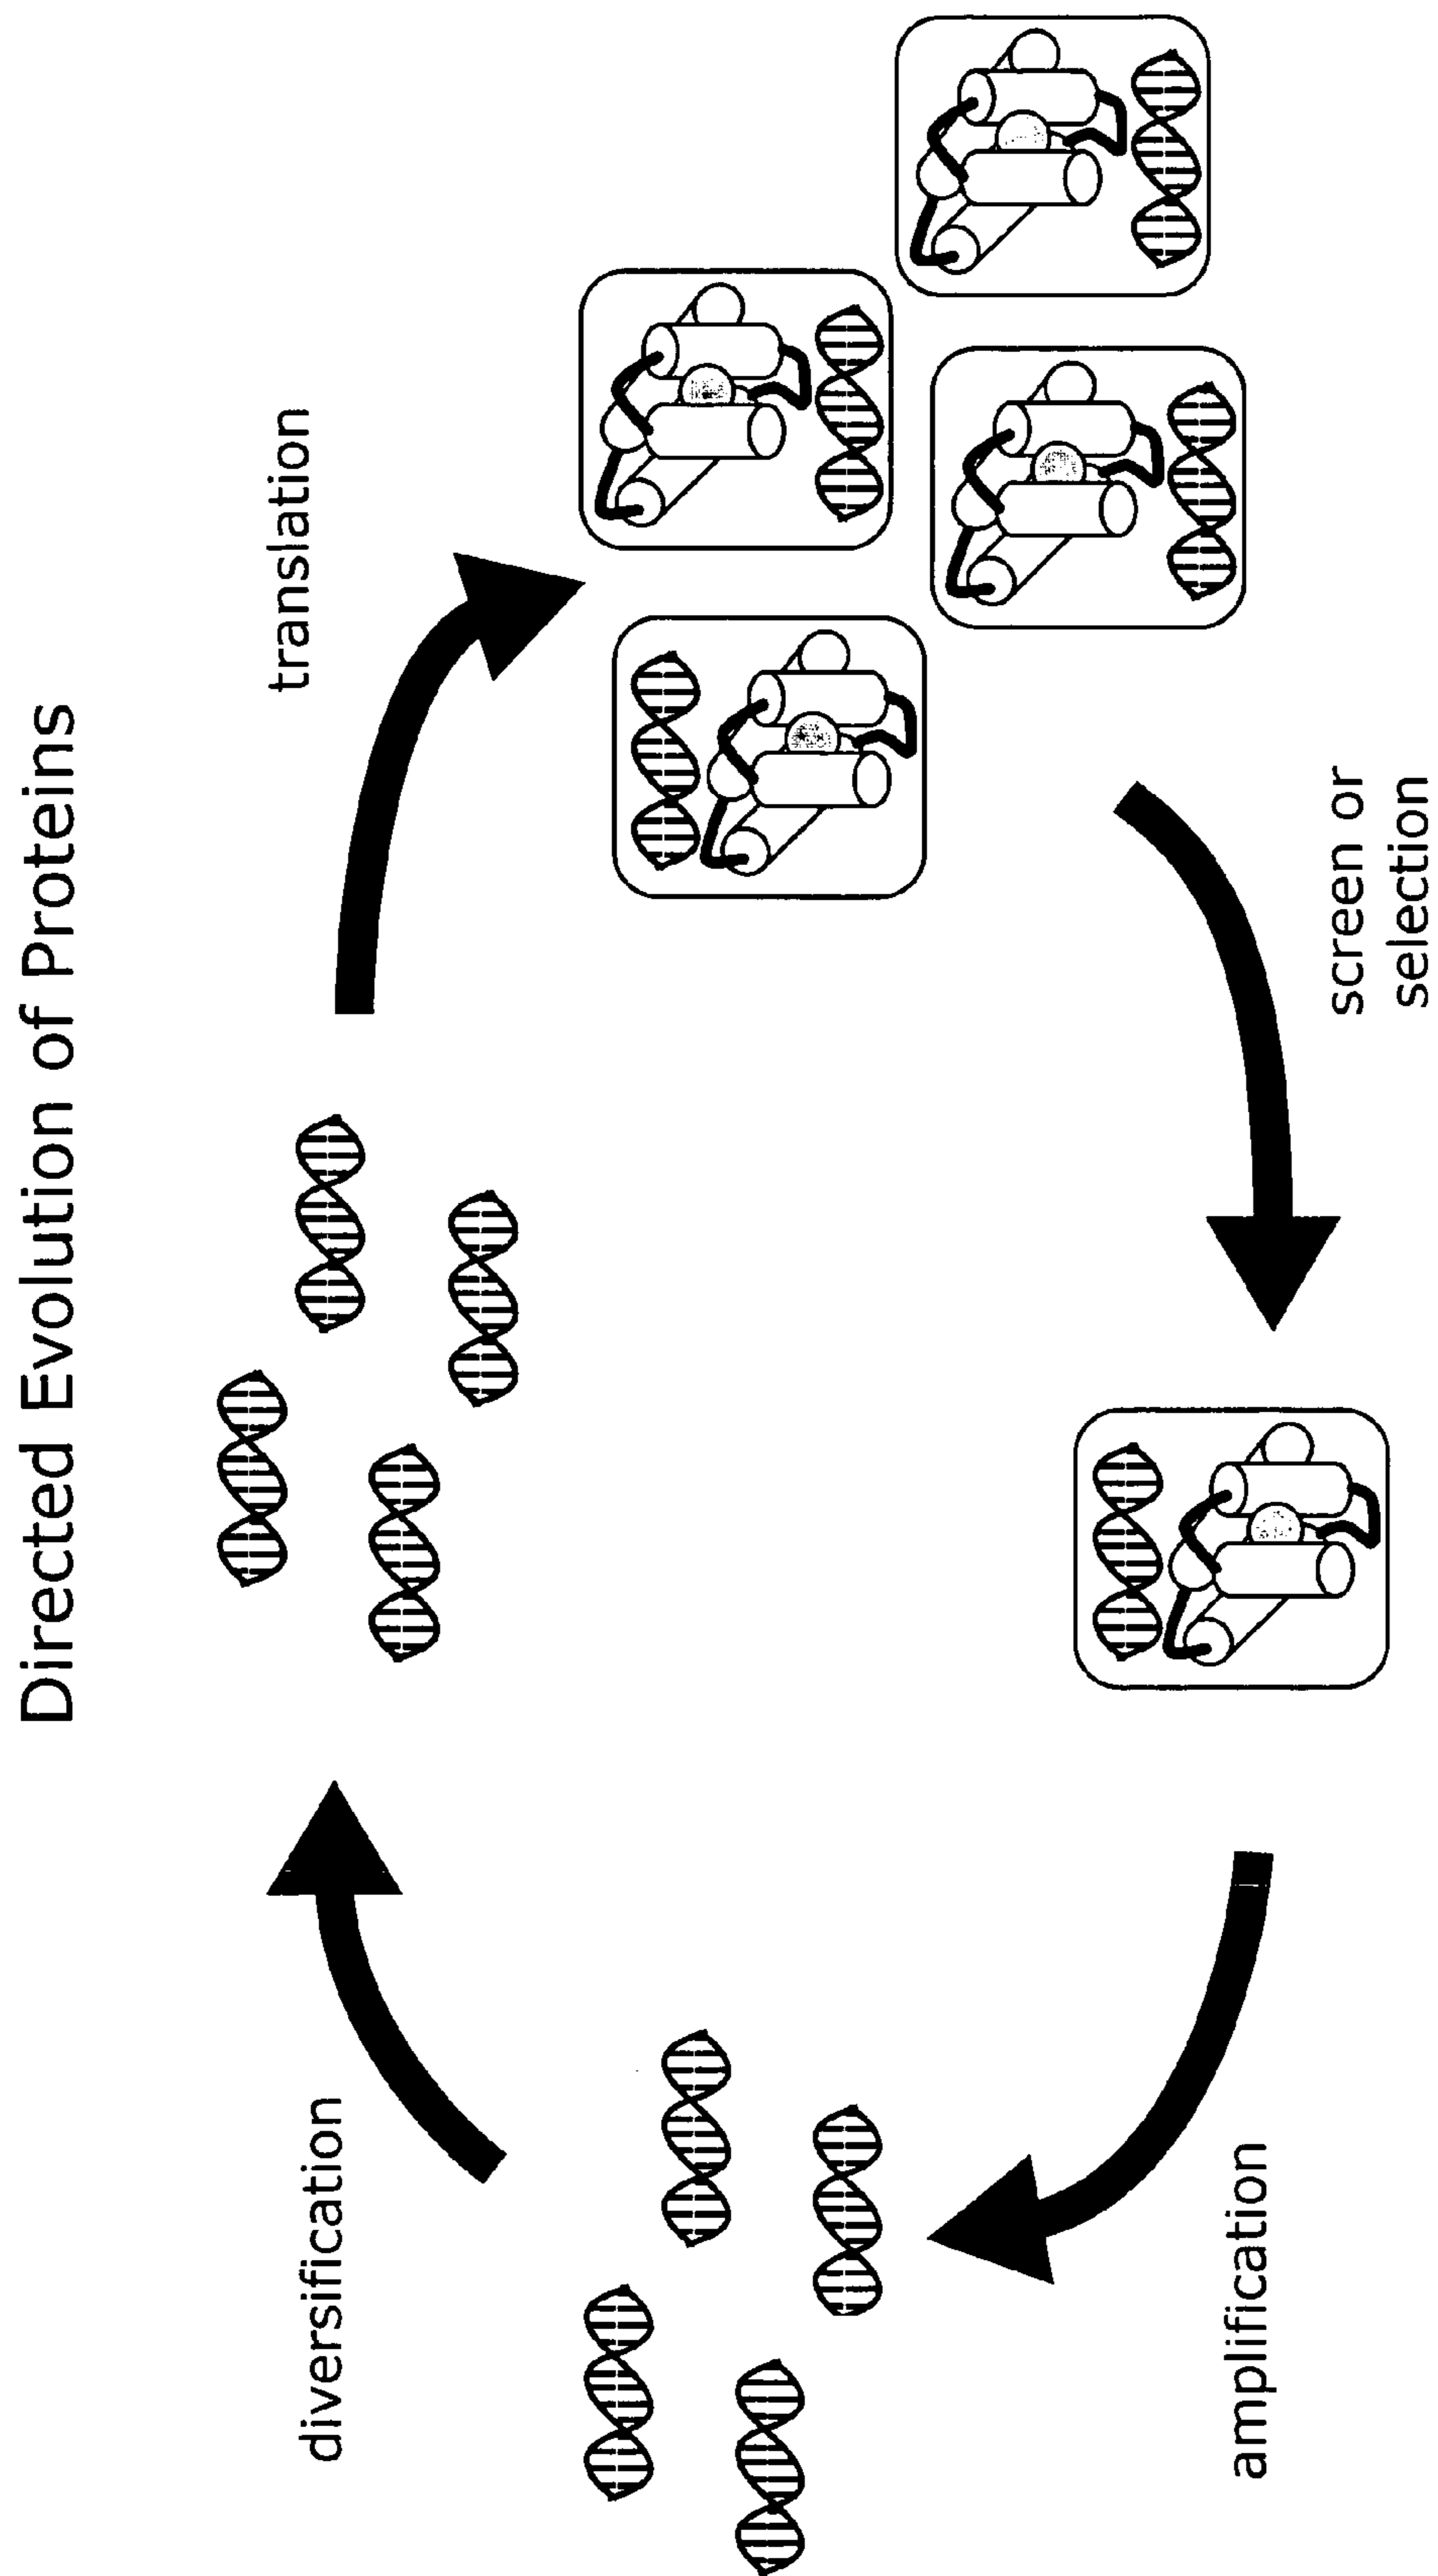 Directed Evolution of Proteins
diversification
translation
amplification
screen or
selection